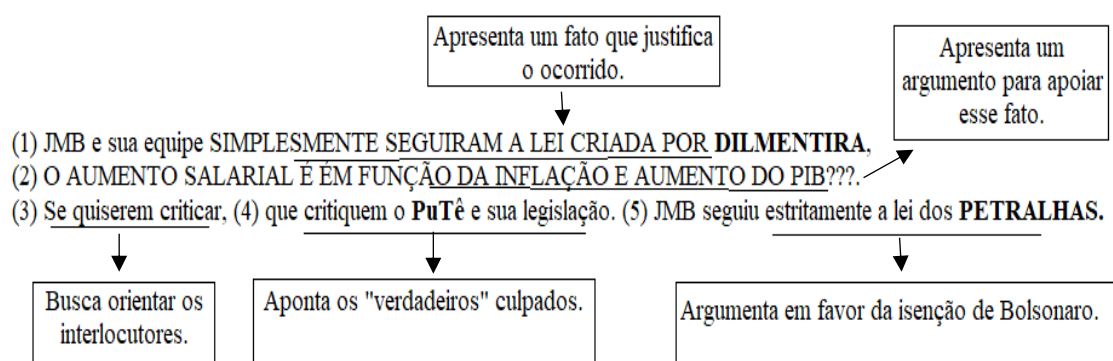 Apresenta um fato que justifica
o ocorrido.
Apresenta um
argumento para apoiar
esse fato.
(1) JMB e sua equipe SIMPLESMENTE SEGUIRAM A LEI CRIADA POR DILMENTIRA,
(2) O AUMENTO SALARIAL É ÉM FUNÇÃO DA INFLAÇÃO E AUMENTO DO PIB???.
(3) Se quiserem criticar, (4) que critiquem o PuTê e sua legislação. (5) JMB seguiu estritamente a lei dos PETRALHAS.
Busca orientar os
interlocutores.
Aponta os "verdadeiros" culpados.
Argumenta em favor da isenção de Bolsonaro.